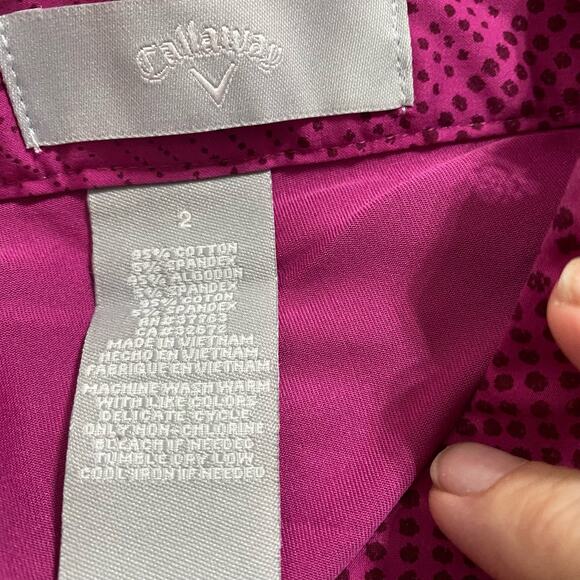 Callaway
2
95% COTTON
5% SPANDEX
95% ALGODON
5% SPANDEX
95% COTON
5% SPANDEX
RN#37763
CA#32672
MADE IN VIETNAM
HECHO EN VIETNAM
FABRIQUE EN VIETNAM
MACHINE WASH WARM
WITH LIKE COLORS
DELICATE CYCLE
ONLY NON-CHLORINE
BLEACH IF NEEDED
TUMBLE DRY LOW
COOL IRON IF NEEDED